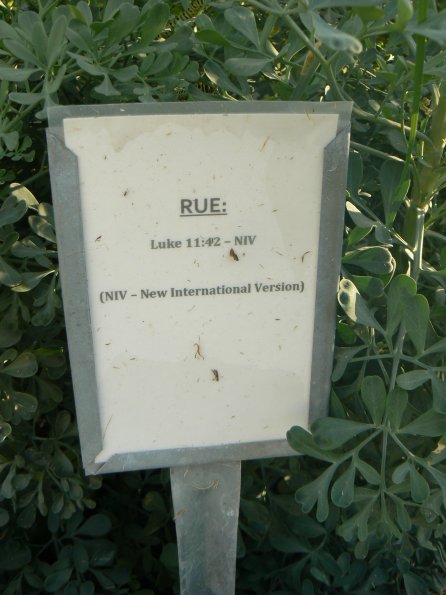 RUE:
Luke 11:42 – NIV
(NIV – New International Version)